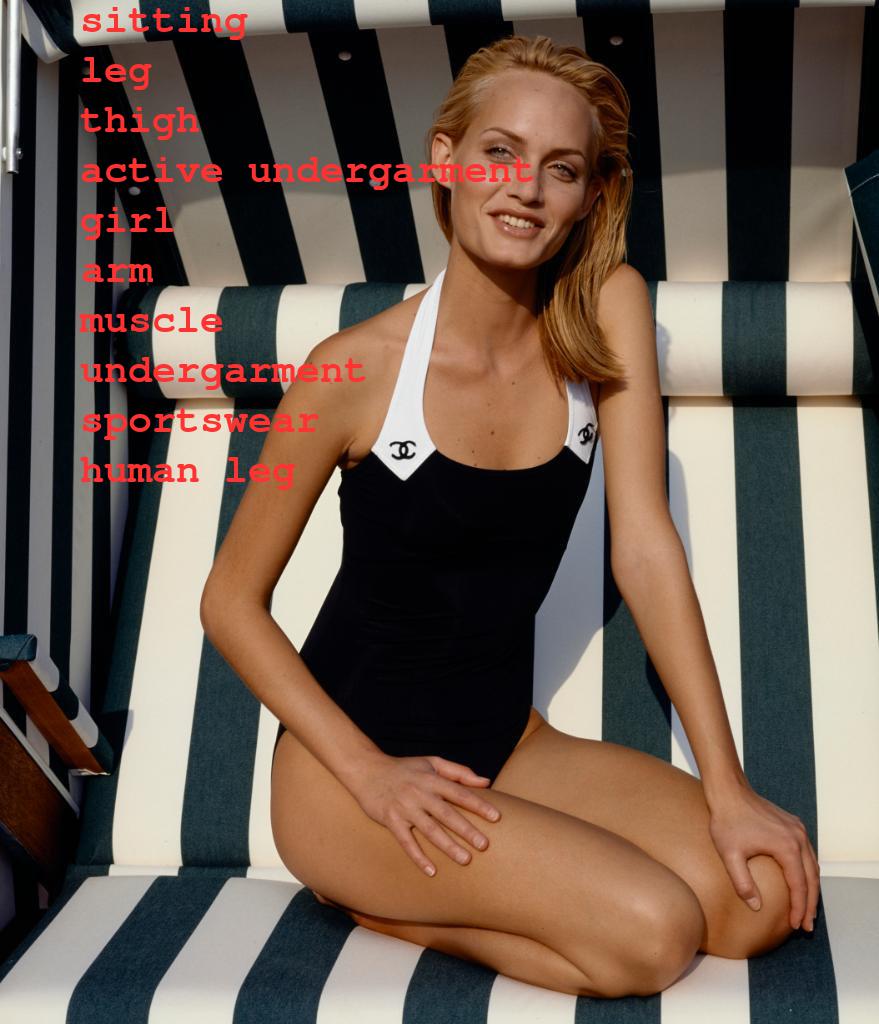 sitting
leg
thigh
active undergarment
girl
arm
muscle
undergarment
sportswear
human leg